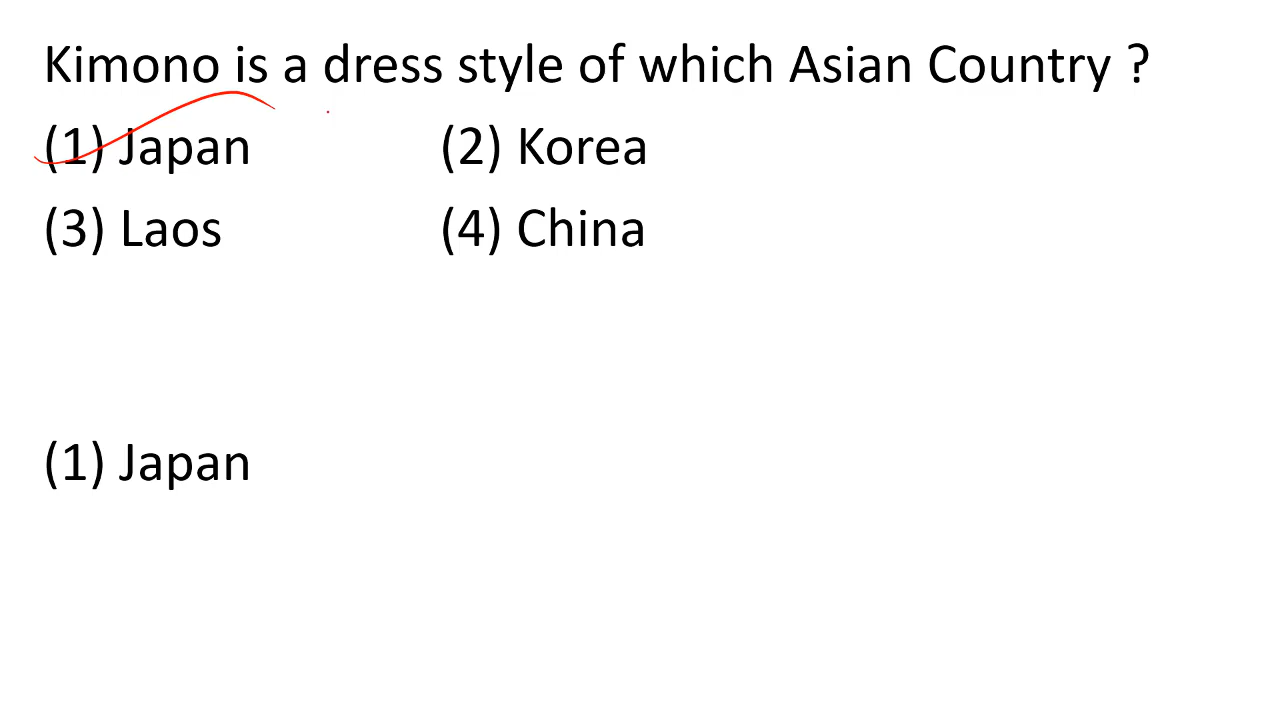 Kimono is a dress style of which Asian Country ?
(1) Japan (2) Korea
(3) Laos (4) China
(1) Japan